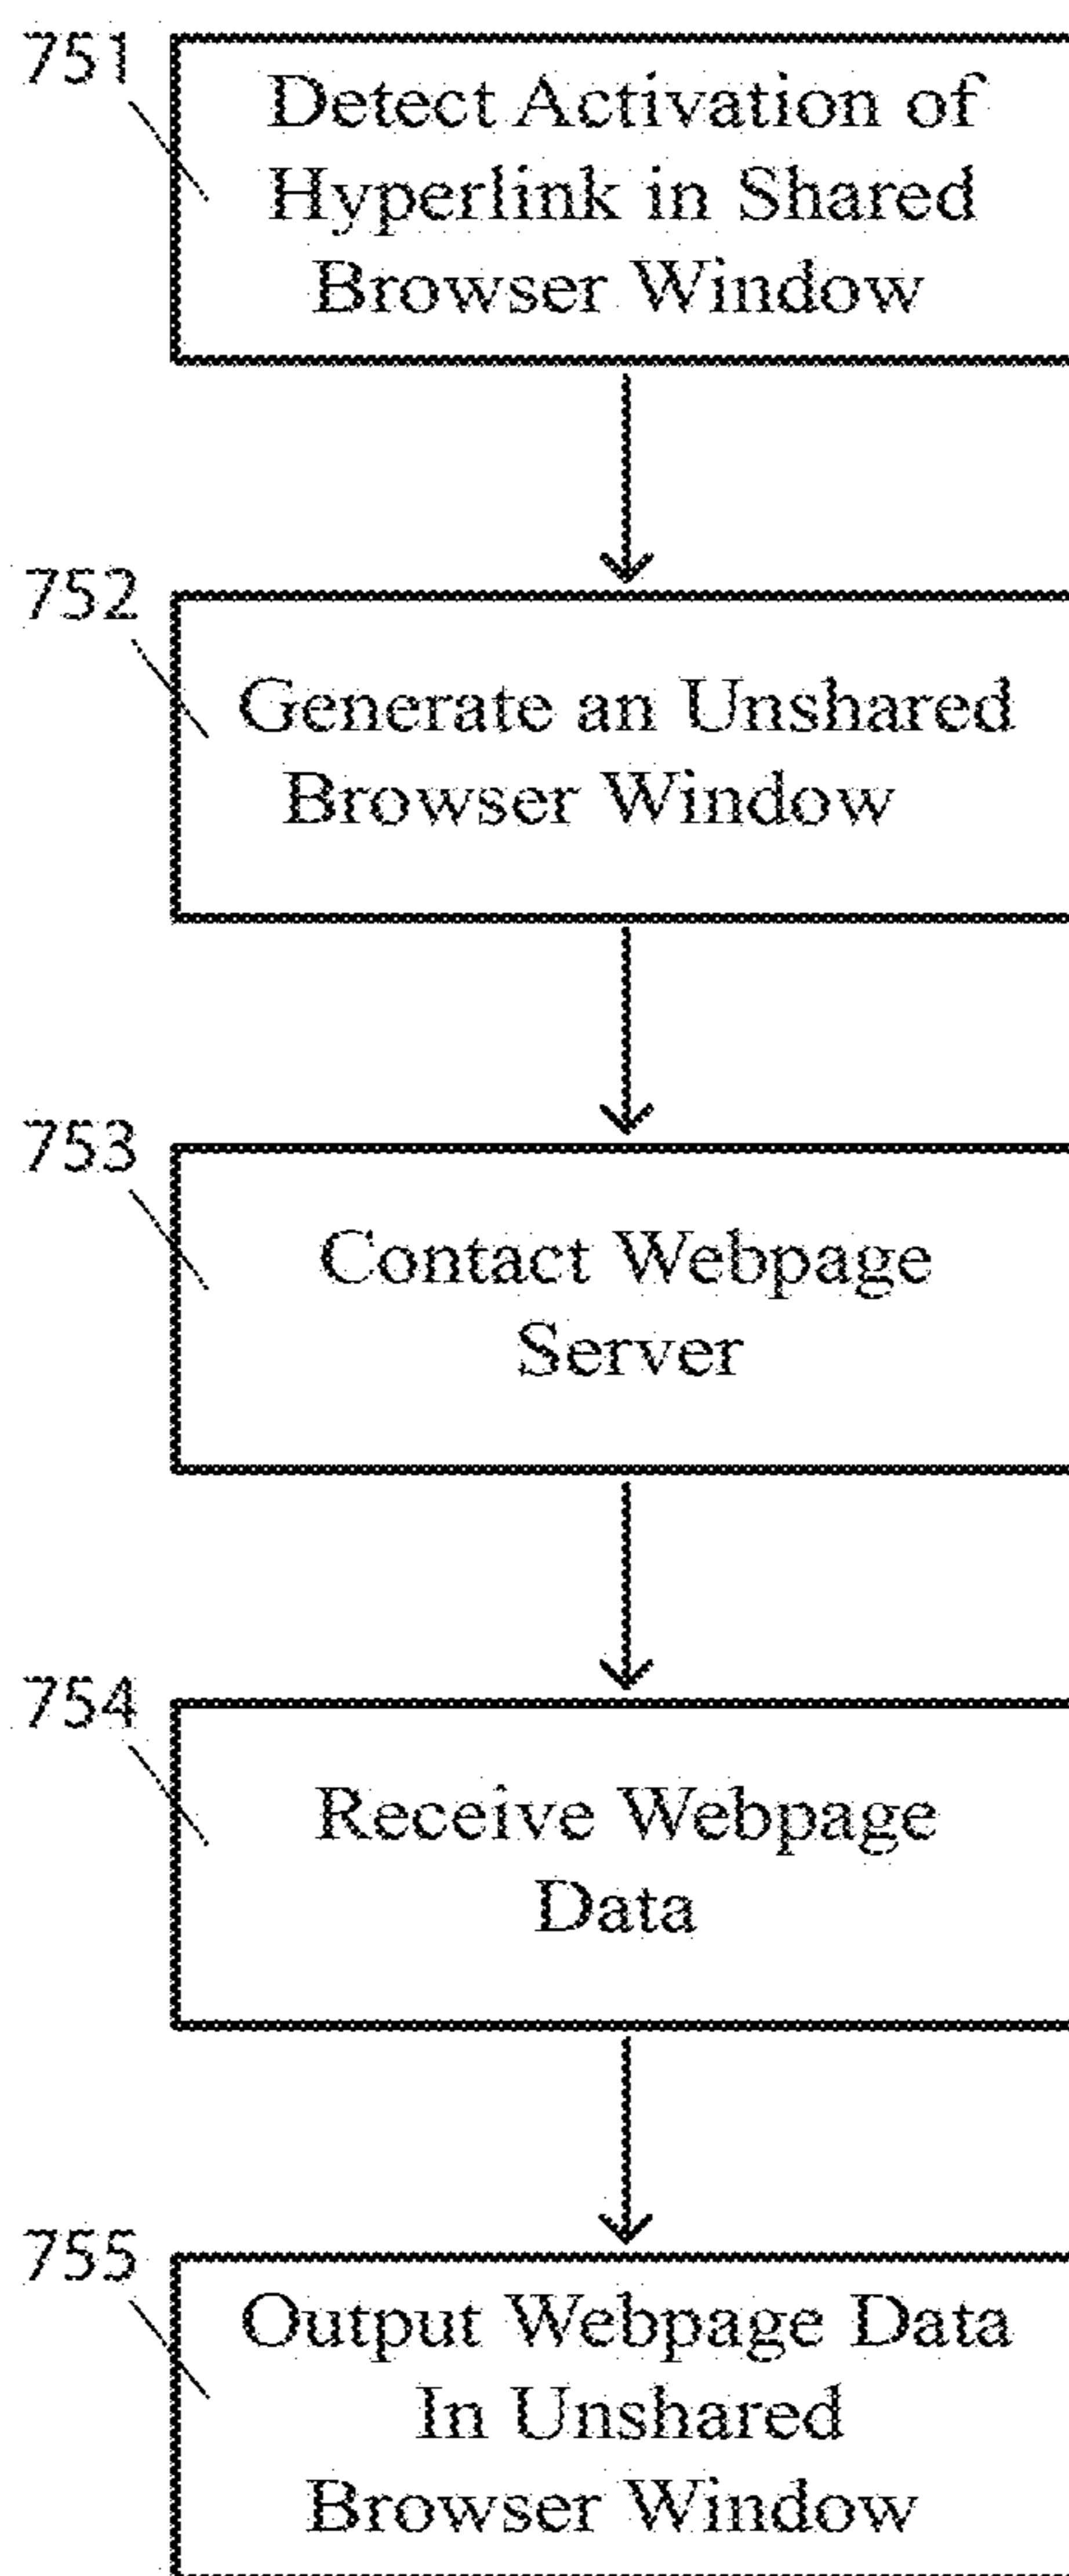 751
Detect Activation of
Hyperlink in Shared
Browser Window
752
Generate an Unshared
Browser Window
753
Contact Webpage
Server
754
Receive Webpage
Data
755
Output Webpage Data
In Unshared
Browser Window